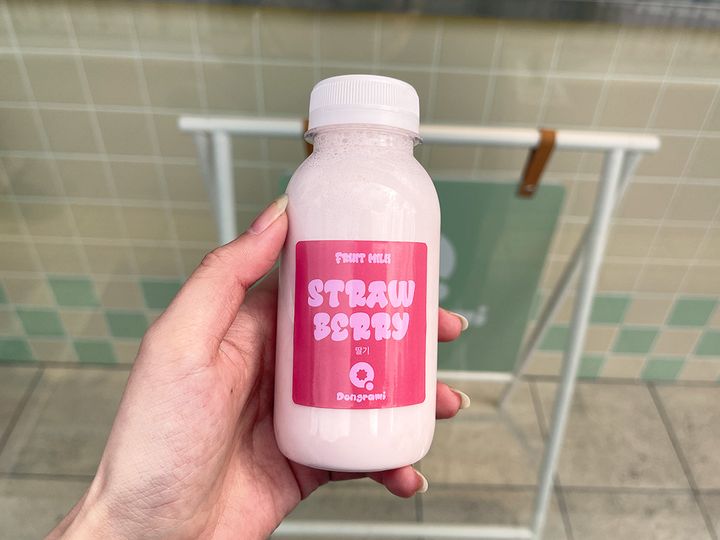 FRUIT MILK
STRAW
BERRY
딸기
Dongrami